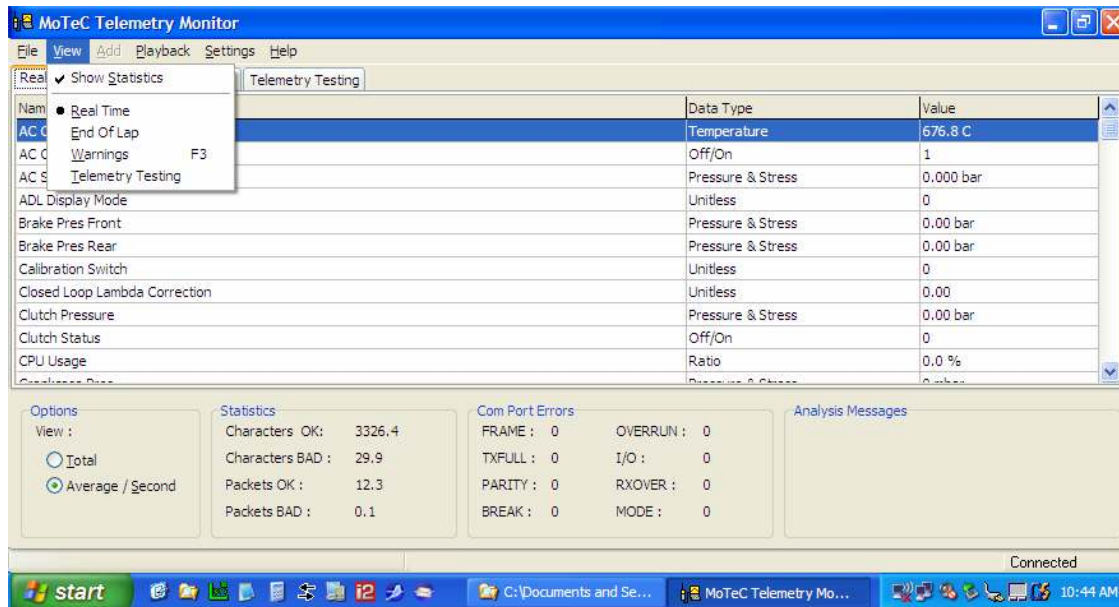 MoTeC Telemetry Monitor
File View Add Playback Settings Help
Real Telemetry Testing
Show Statistics
Real Time
End Of Lap
Warnings F3
Telemetry Testing
Nam Data Type Value
AC C Temperature 676.8 C
AC C Off/On 1
AC S Pressure & Stress 0.000 bar
ADL Display Mode Unitless 0
Brake Pres Front Pressure & Stress 0.00 bar
Brake Pres Rear Pressure & Stress 0.00 bar
Calibration Switch Unitless 0
Closed Loop Lambda Correction Unitless 0.00
Clutch Pressure Pressure & Stress 0.00 bar
Clutch Status Off/On 0
CPU Usage Ratio 0.0 %
Options Statistics Com Port Errors Analysis Messages
View : Characters OK: 3326.4 FRAME : 0 OVERRUN : 0
Total Characters BAD : 29.9 TXFULL : 0 I/O : 0
Average / Second Packets OK : 12.3 PARITY : 0 RXOVER : 0
Packets BAD : 0.1 BREAK : 0 MODE : 0
Connected
start i2 C:\Documents and Se... MoTeC Telemetry Mo... 10:44 AM